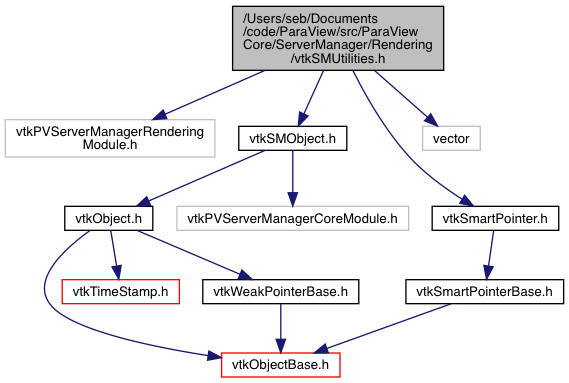 /Users/seb/Documents
/code/ParaView/src/ParaView
Core/ServerManager/Rendering
/vtkSMUtilities.h
vtkPVServerManagerRendering
Module.h
vtkSMObject.h
vector
vtkObject.h
vtkPVServerManagerCoreModule.h
vtkSmartPointer.h
vtkTimeStamp.h
vtkWeakPointerBase.h
vtkSmartPointerBase.h
vtkObjectBase.h